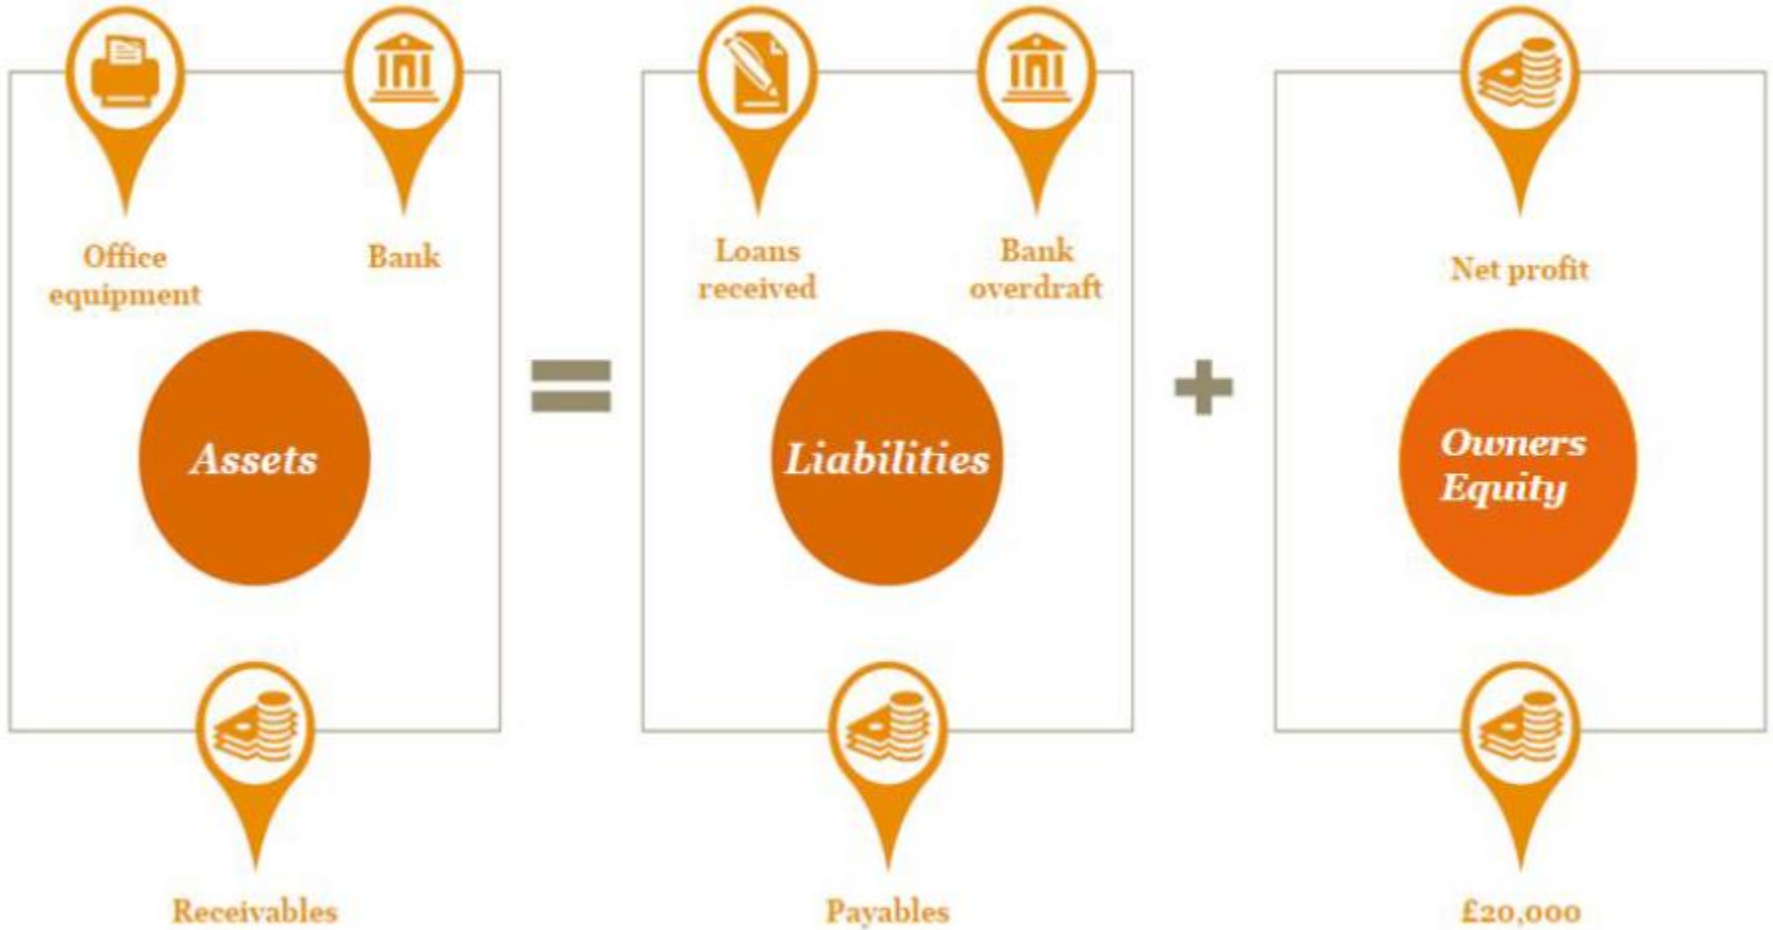 Office
equipment
Bank
Assets
Receivables
Loans
received
Bank
overdraft
Liabilities
Payables
Net profit
Owners
Equity
£20,000